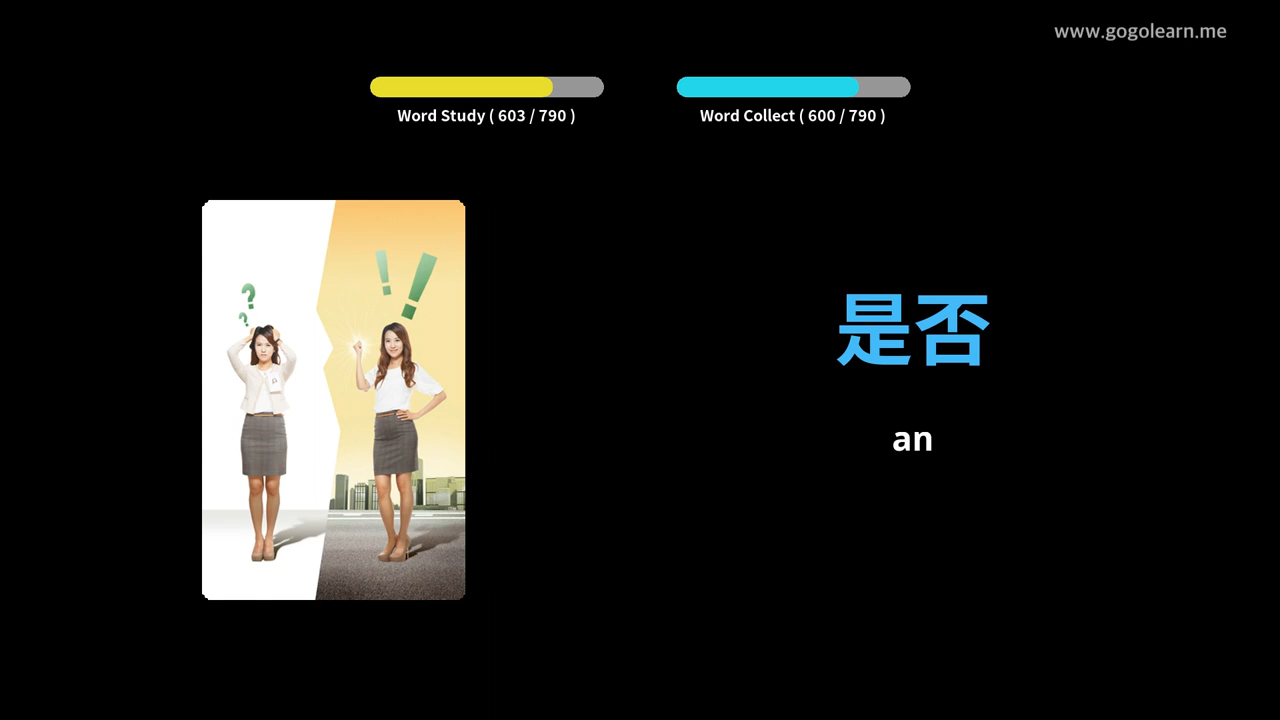 www.gogolearn.me
Word Study ( 603 / 790 )
Word Collect ( 600 / 790 )
? ? ! !
是否
an